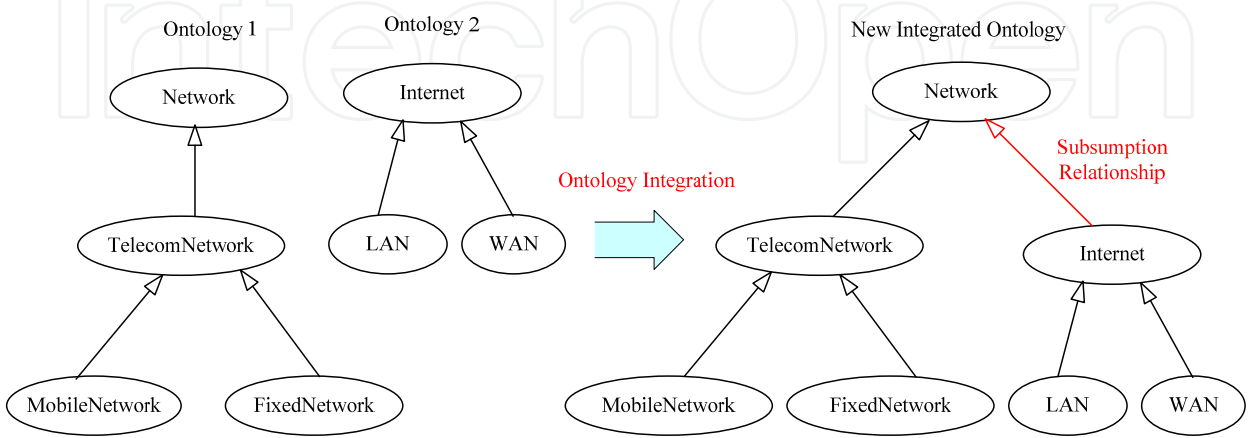 IntechOpen
Ontology 1
Ontology 2
New Integrated Ontology
Network
Internet
Network
Subsumption
Relationship
Ontology Integration
TelecomNetwork
LAN
WAN
TelecomNetwork
Internet
MobileNetwork
FixedNetwork
MobileNetwork
FixedNetwork
LAN
WAN